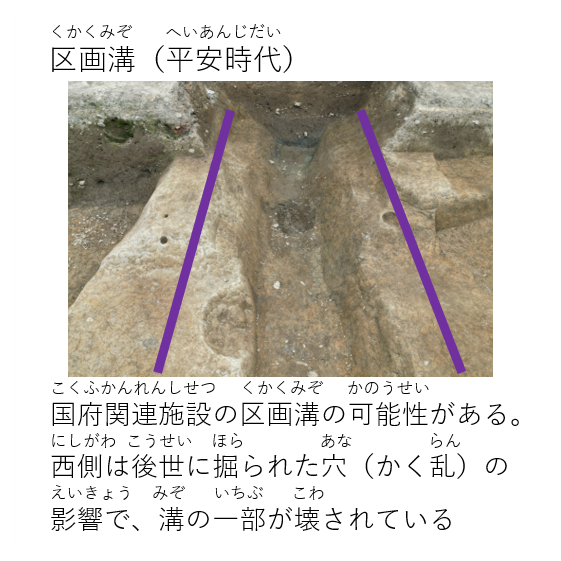 くかくみぞ へいあんじだい
区画溝（平安時代）
こくふかんれんしせつ くかくみぞ かのうせい
国府関連施設の区画溝の可能性がある。
にしがわ こうせい ほら あな らん
西側は後世に掘られた穴（かく乱）の
えいきょう みぞ いちぶ こわ
影響で、溝の一部が壊されている